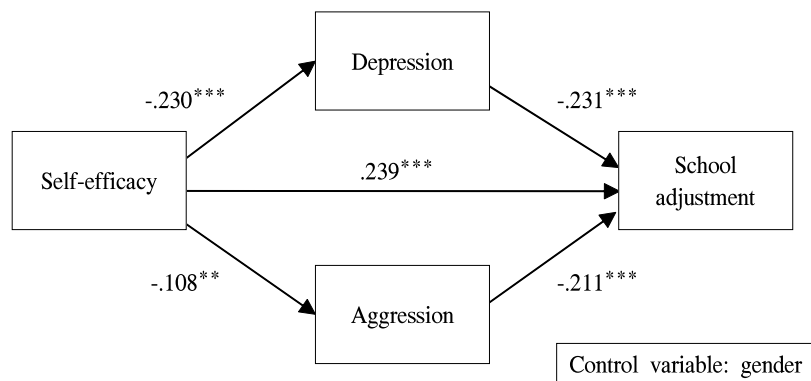 Depression
-.230***
-.231***
Self-efficacy
.239***
School
adjustment
-.108**
-.211***
Aggression
Control variable: gender